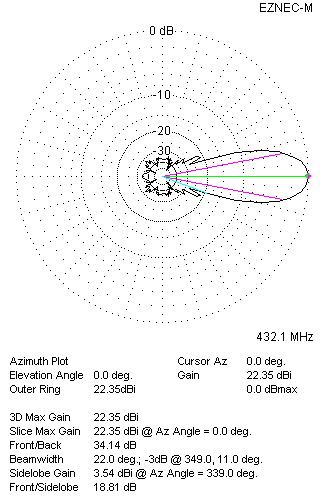 EZNEC-M
0 dB
-10
-20
-30
432.1 MHz
Azimuth Plot
Cursor Az 0.0 deg.
Elevation Angle 0.0 deg.
Gain 22.35 dBi
Outer Ring 22.35dBi
0.0 dBmax
3D Max Gain 22.35 dBi
Slice Max Gain 22.35 dBi @ Az Angle = 0.0 deg.
Front/Back 34.14 dB
Beamwidth 22.0 deg.; -3dB @ 349.0, 11.0 deg.
Sidelobe Gain 3.54 dBi @ Az Angle = 339.0 deg.
Front/Sidelobe 18.81 dB